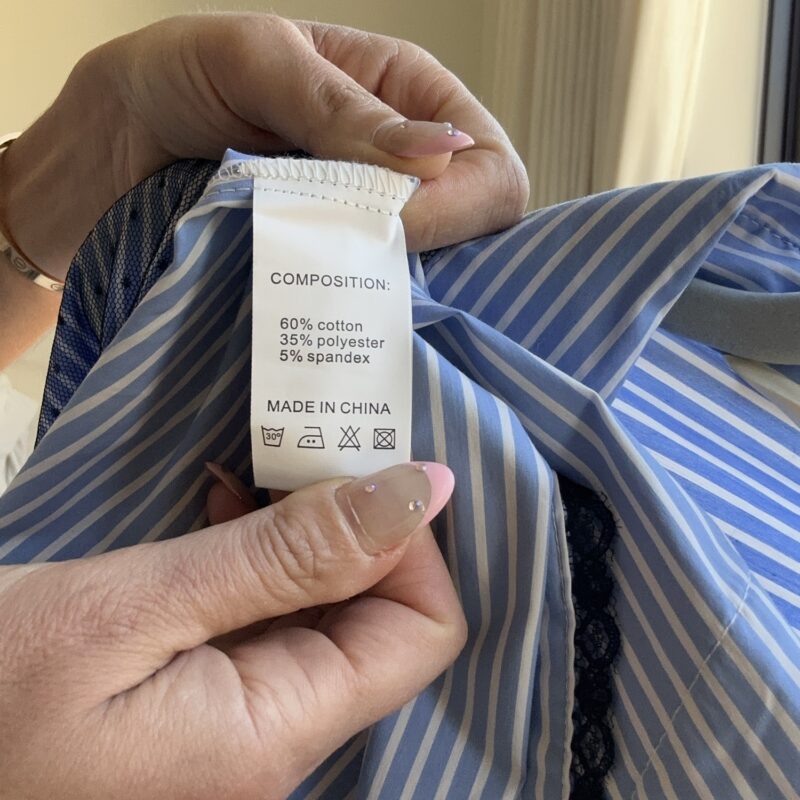 COMPOSITION:
60% cotton
35% polyester
5% spandex
MADE IN CHINA
30°